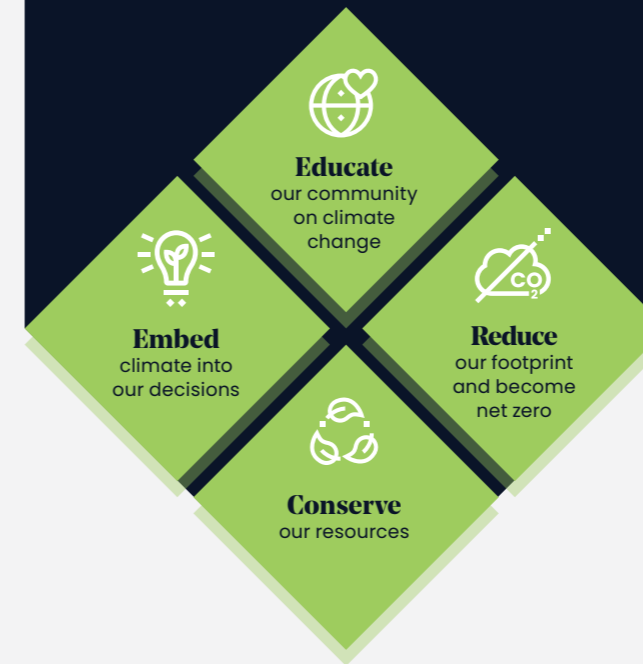 Educate
our community
on climate
change
Embed
climate into
our decisions
CO2
Reduce
our footprint
and become
net zero
Conserve
our resources